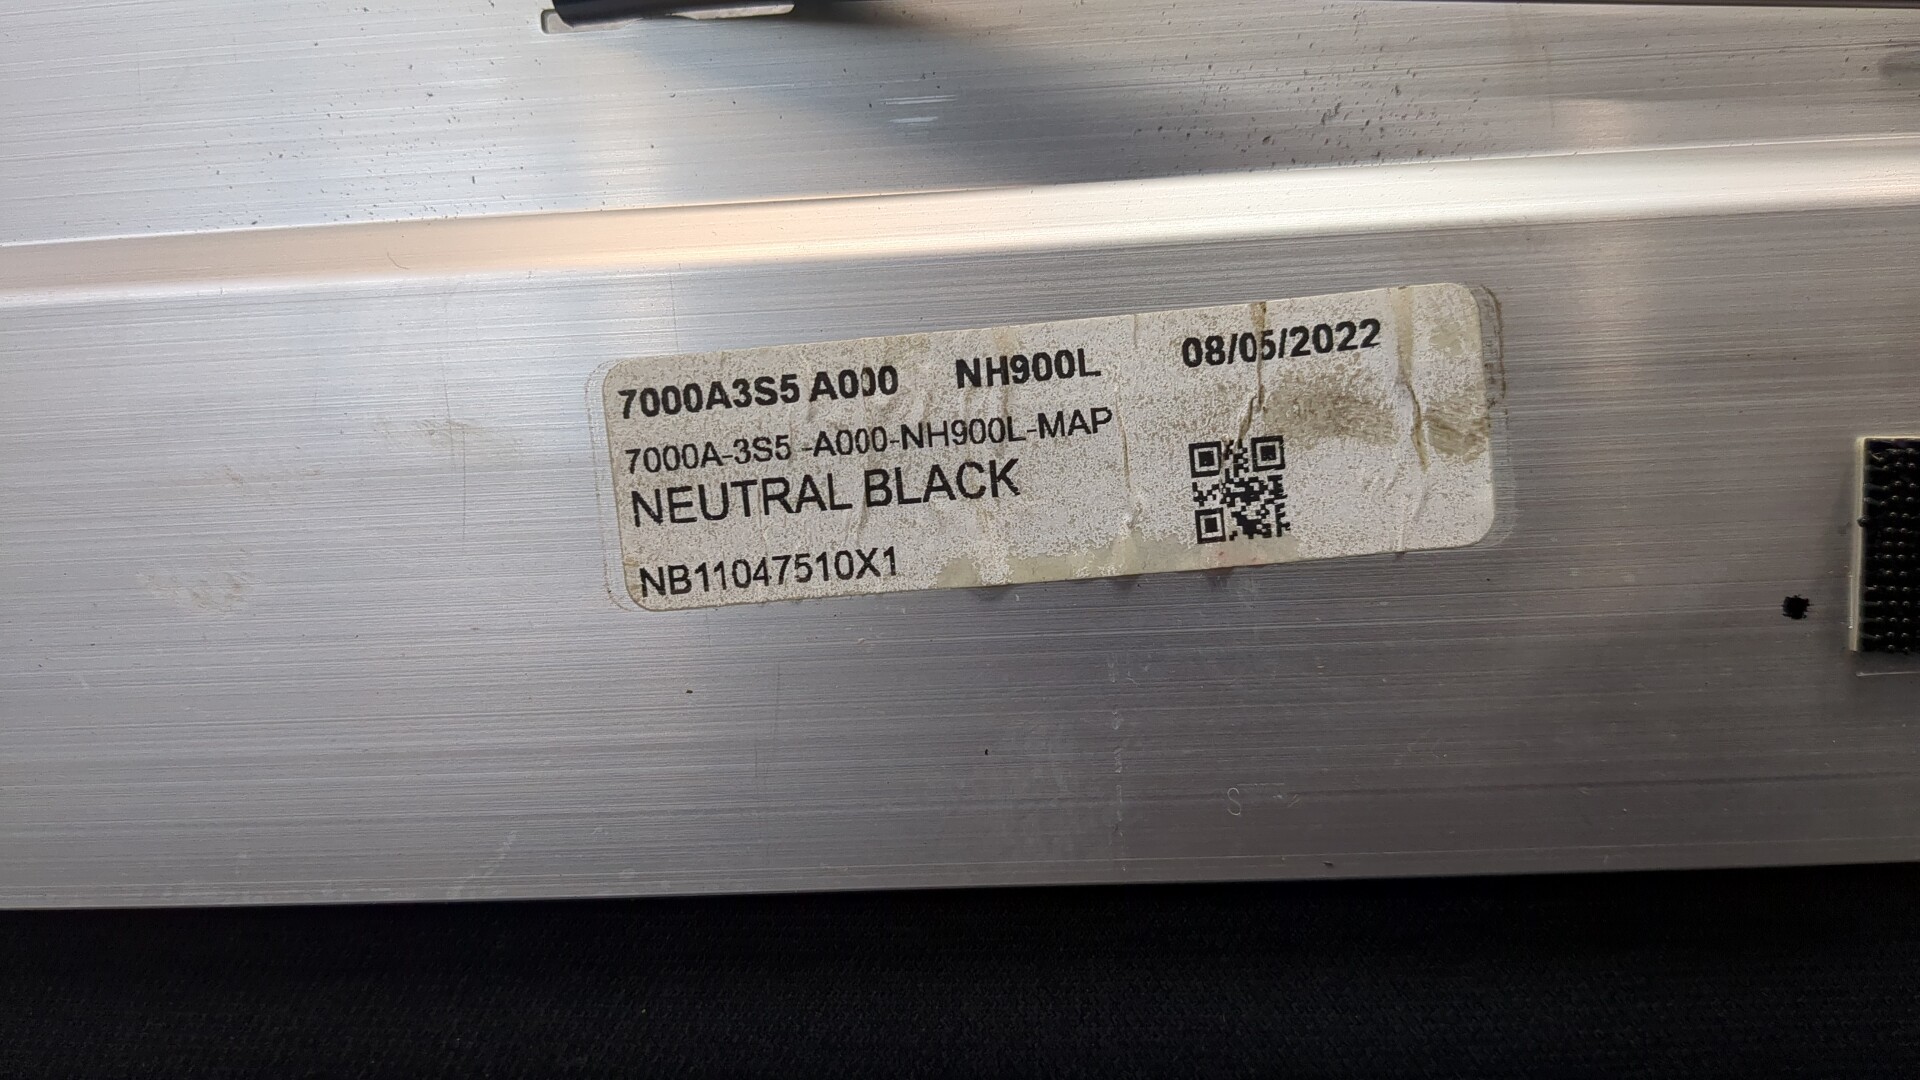 7000A3S5 A000 NH900L 08/05/2022
7000A-3S5 -A000-NH900L-MAP
NEUTRAL BLACK
NB11047510X1
S